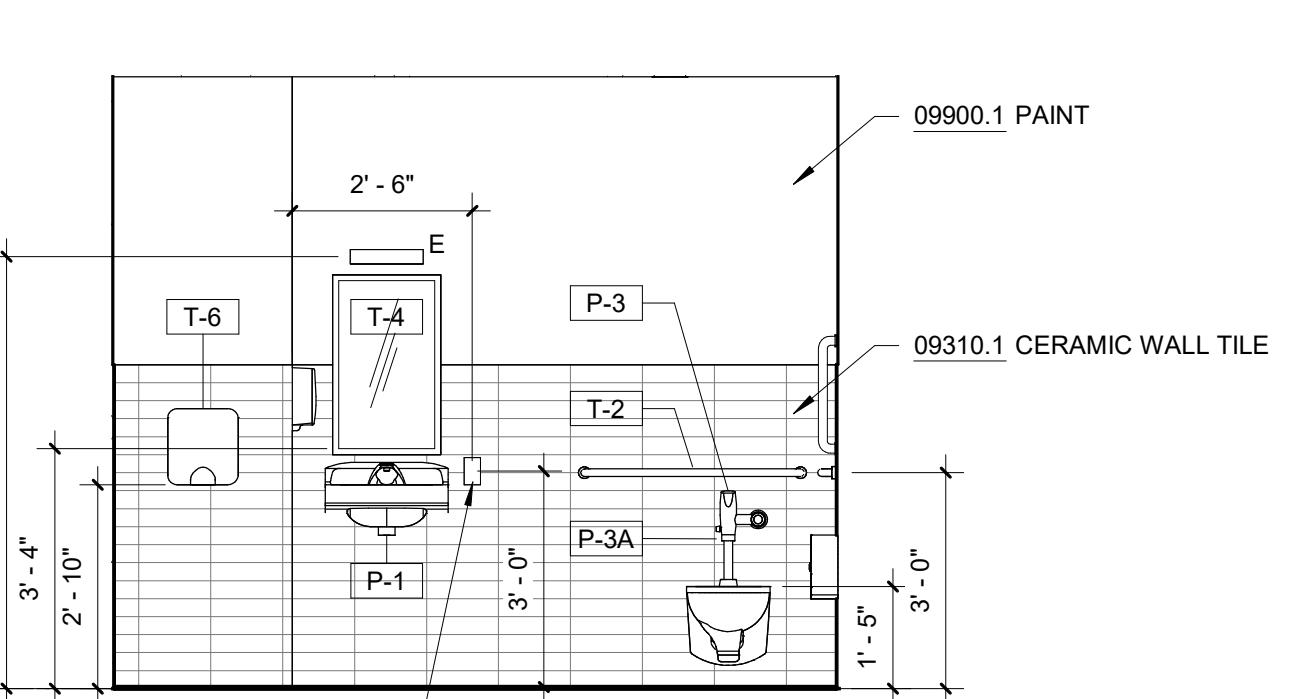 09900.1 PAINT
2' - 6"
E
T-6
T-4
P-3
09310.1 CERAMIC WALL TILE
T-2
P-3A
P-1
3' - 4"
2' - 10"
3' - 0"
1' - 5"
3' - 0"